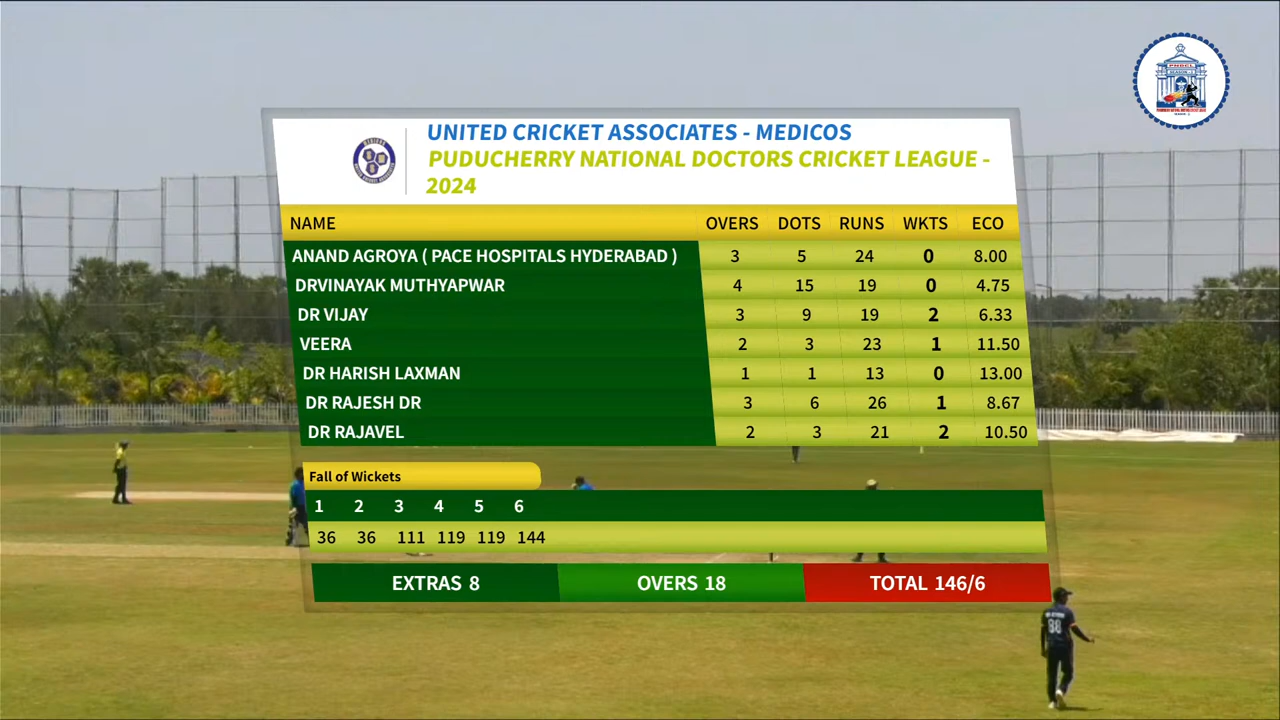 PNDCL
UNITED CRICKET ASSOCIATES - MEDICOS
PUDUCHERRY NATIONAL DOCTORS CRICKET LEAGUE -
2024
NAME OVERS DOTS RUNS WKTS ECO
ANAND AGROYA ( PACE HOSPITALS HYDERABAD ) 3 5 24 0 8.00
DRVINAYAK MUTHYAPWAR 4 15 19 0 4.75
DR VIJAY 3 9 19 2 6.33
VEERA 2 3 23 1 11.50
DR HARISH LAXMAN 1 1 13 0 13.00
DR RAJESH DR 3 6 26 1 8.67
DR RAJAVEL 2 3 21 2 10.50
Fall of Wickets
1 2 3 4 5 6
36 36 111 119 119 144
EXTRAS 8 OVERS 18 TOTAL 146/6
88